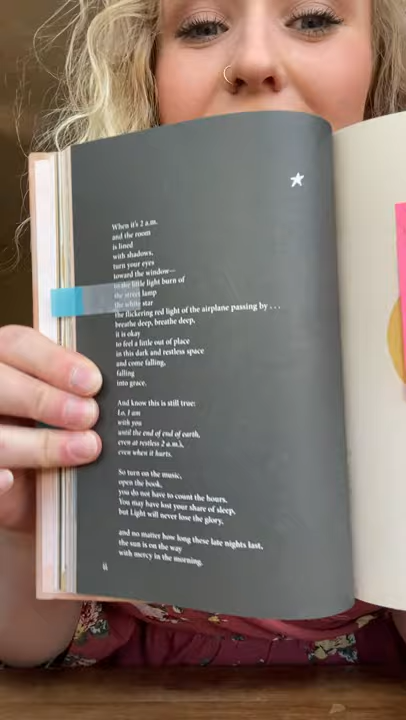 When it's 2 a.m.
and the room
is lined
with shadows,
turn your eyes
toward the window—
to the little light burn of
the street lamp
the white star
the flickering red light of the airplane passing by . . .
breathe deep, breathe deep,
it is okay
to feel a little out of place
in this dark and restless space
and come falling,
falling
into grace.
And know this is still true:
Lo, I am
with you
until the end of end of earth,
even at restless 2 a.m.s,
even when it hurts.
So turn on the music,
open the book,
you do not have to count the hours.
You may have lost your share of sleep,
but Light will never lose the glory,
and no matter how long these late nights last,
the sun is on the way
with mercy in the morning.